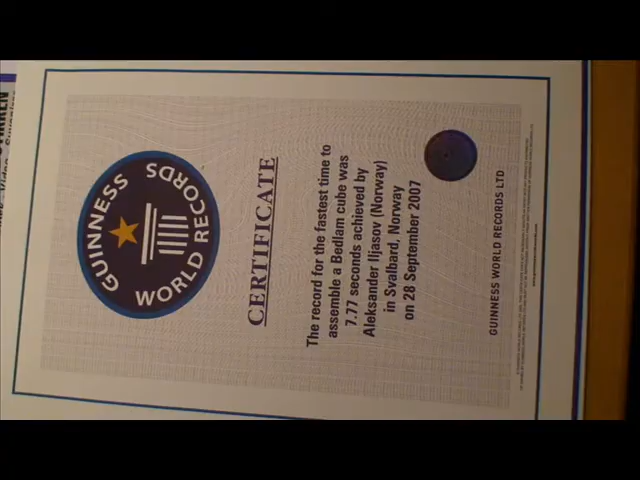 GUINNESS
WORLD RECORDS
CERTIFICATE
The record for the fastest time to
assemble a Bedlam cube was
7.77 seconds achieved by
Aleksander Iljasov (Norway)
in Svalbard, Norway
on 28 September 2007
GUINNESS WORLD RECORDS LTD